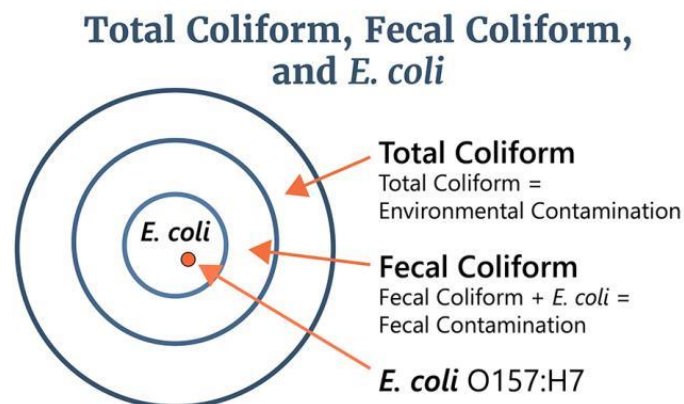 Total Coliform, Fecal Coliform,
and E. coli
E. coli
Total Coliform
Total Coliform =
Environmental Contamination
Fecal Coliform
Fecal Coliform + E. coli =
Fecal Contamination
E. coli O157:H7